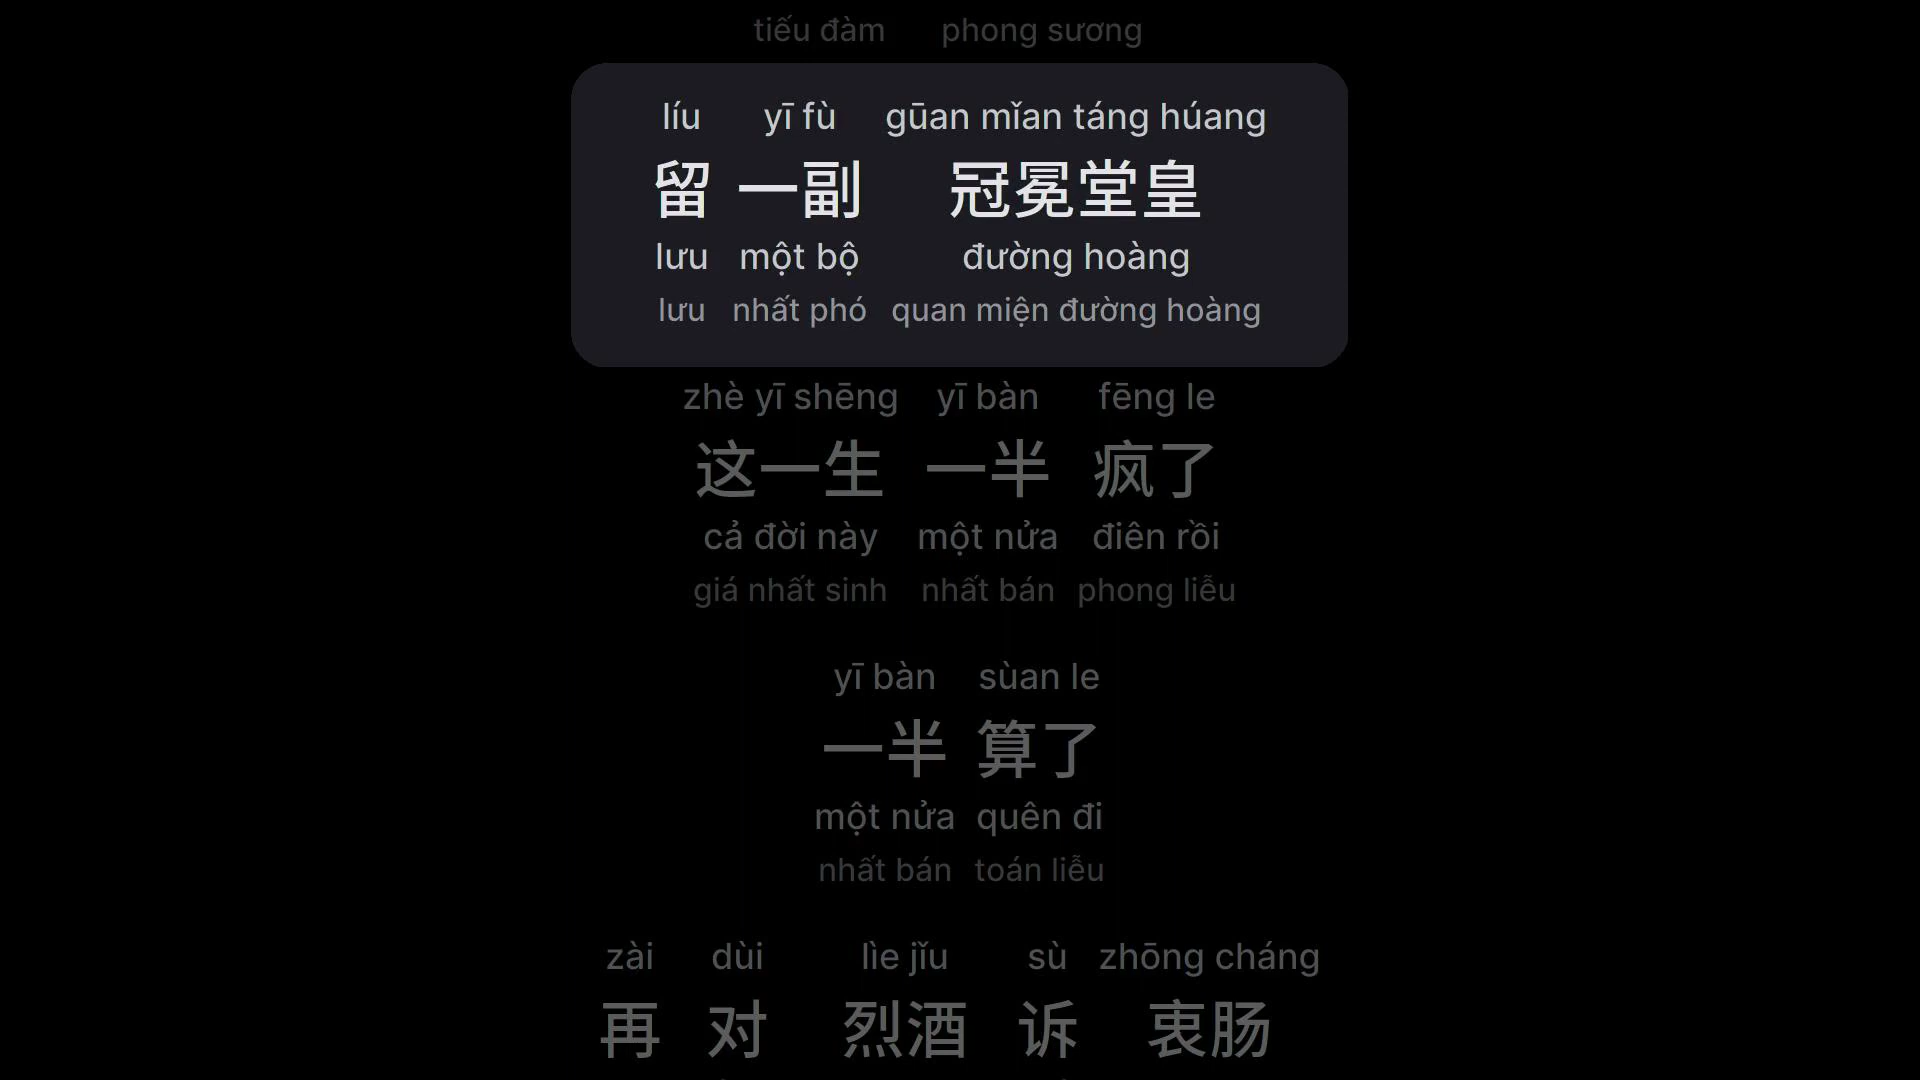 tiếu đàm phong sương
líu yī fù gūan mǐan táng húang
留 一副 冠冕堂皇
lưu một bộ đường hoàng
lưu nhất phó quan miện đường hoàng
zhè yī shēng yī bàn fēng le
这一生 一半 疯了
cả đời này một nửa điên rồi
giá nhất sinh nhất bán phong liễu
yī bàn sùan le
一半 算了
một nửa quên đi
nhất bán toán liễu
zài dùi lìe jǐu sù zhōng cháng
再 对 烈酒 诉 衷肠